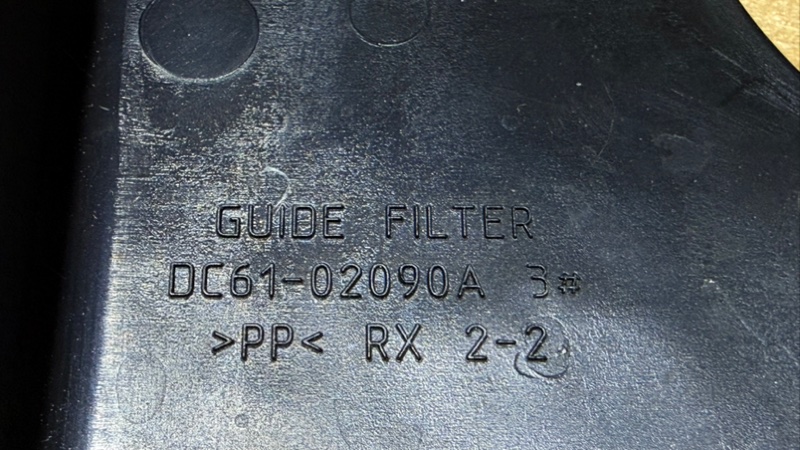 GUIDE FILTER
DC61-02090A 3#
>PP< RX 2-2